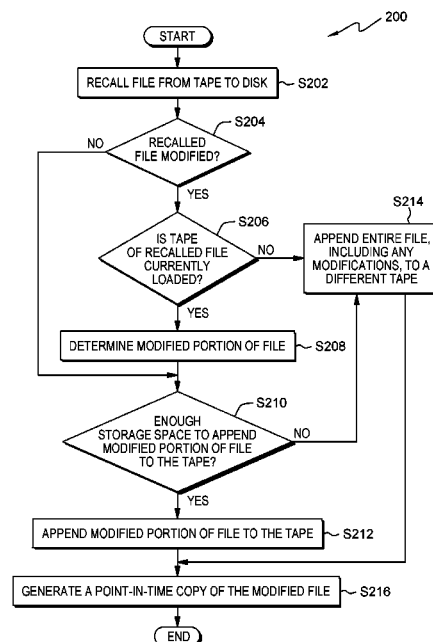 200
START
RECALL FILE FROM TAPE TO DISK
S202
S204
RECALLED
FILE MODIFIED?
NO
YES
S206
IS TAPE
OF RECALLED FILE
CURRENTLY
LOADED?
NO
YES
S214
APPEND ENTIRE FILE,
INCLUDING ANY
MODIFICATIONS, TO A
DIFFERENT TAPE
DETERMINE MODIFIED PORTION OF FILE
S208
S210
ENOUGH
STORAGE SPACE TO APPEND
MODIFIED PORTION OF FILE
TO THE TAPE?
NO
YES
APPEND MODIFIED PORTION OF FILE TO THE TAPE
S212
GENERATE A POINT-IN-TIME COPY OF THE MODIFIED FILE
S216
END